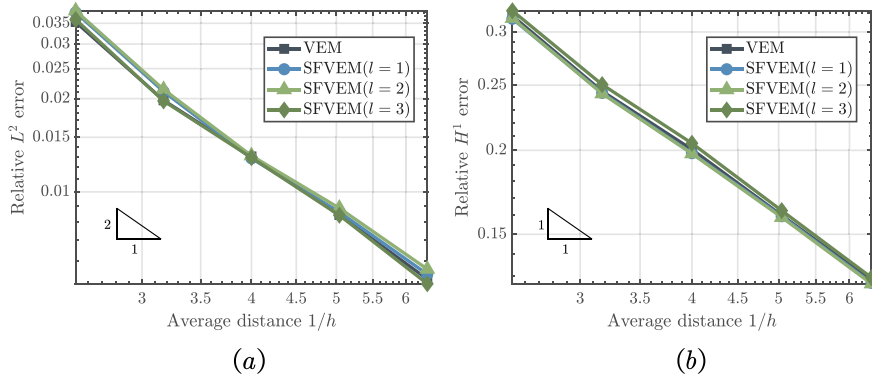 0.035
0.03
0.025
0.02
0.015
0.01
Relative L² error
VEM
SFVEM(l = 1)
SFVEM(l = 2)
SFVEM(l = 3)
2
1
3 3.5 4 4.5 5 5.5 6
Average distance 1/h
(a)
0.3
0.25
0.2
0.15
Relative H¹ error
VEM
SFVEM(l = 1)
SFVEM(l = 2)
SFVEM(l = 3)
1
1
3 3.5 4 4.5 5 5.5 6
Average distance 1/h
(b)